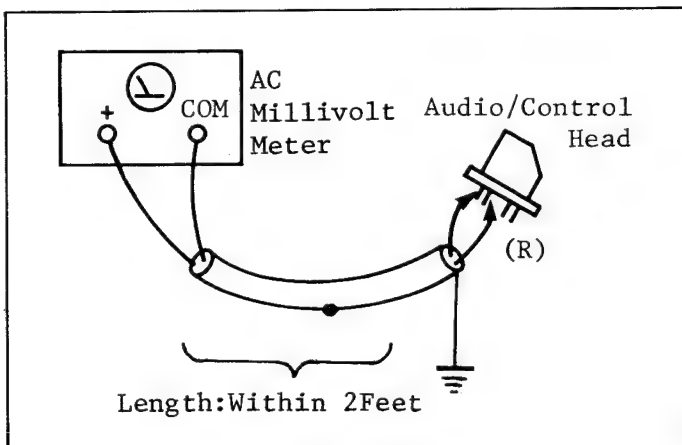 AC
Millivolt
Meter
+
COM
Audio/Control
Head
(R)
Length:Within 2Feet